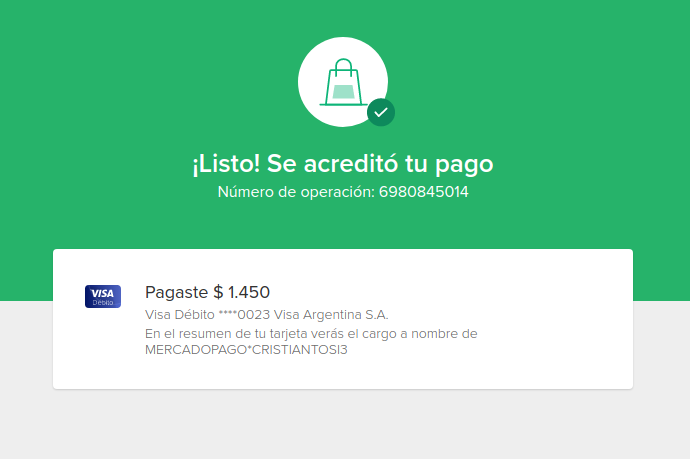 ¡Listo! Se acreditó tu pago
Número de operación: 6980845014
VISA
Débito
Pagaste $ 1.450
Visa Débito ****0023 Visa Argentina S.A.
En el resumen de tu tarjeta verás el cargo a nombre de
MERCADOPAGO*CRISTIANTOSI3